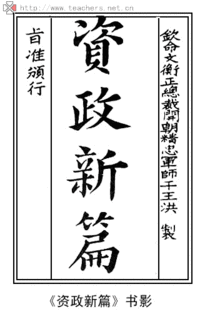 http://www.teachers.net.cn
欽命文衡正總裁開朝精忠軍師干王洪 製
資政新篇
旨准頒行
《资政新篇》书影